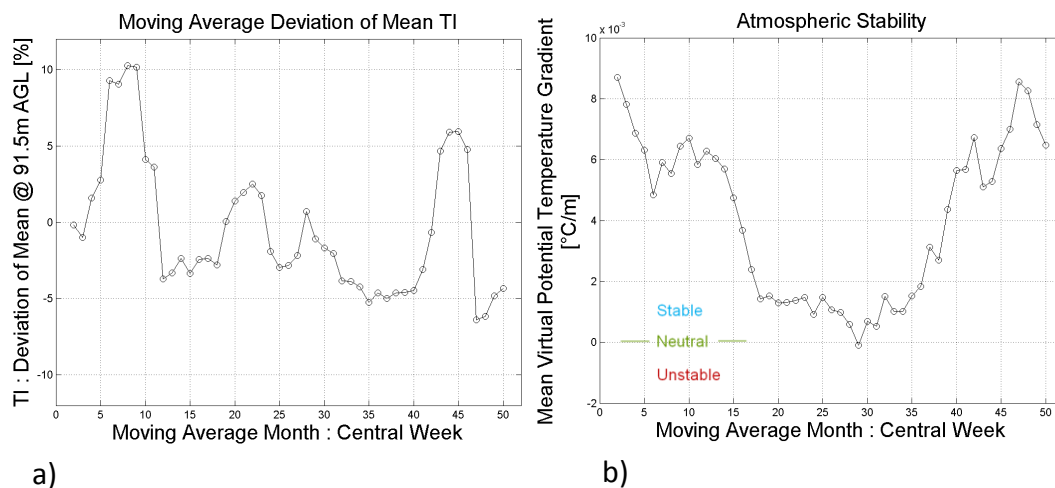 Moving Average Deviation of Mean TI
TI : Deviation of Mean @ 91.5m AGL [%]
10
5
0
-5
-10
0 5 10 15 20 25 30 35 40 45 50
Moving Average Month : Central Week
a)
Atmospheric Stability
Mean Virtual Potential Temperature Gradient
[°C/m]
x 10⁻³
10
8
6
4
2
0
-2
Stable
Neutral
Unstable
0 5 10 15 20 25 30 35 40 45 50
Moving Average Month : Central Week
b)